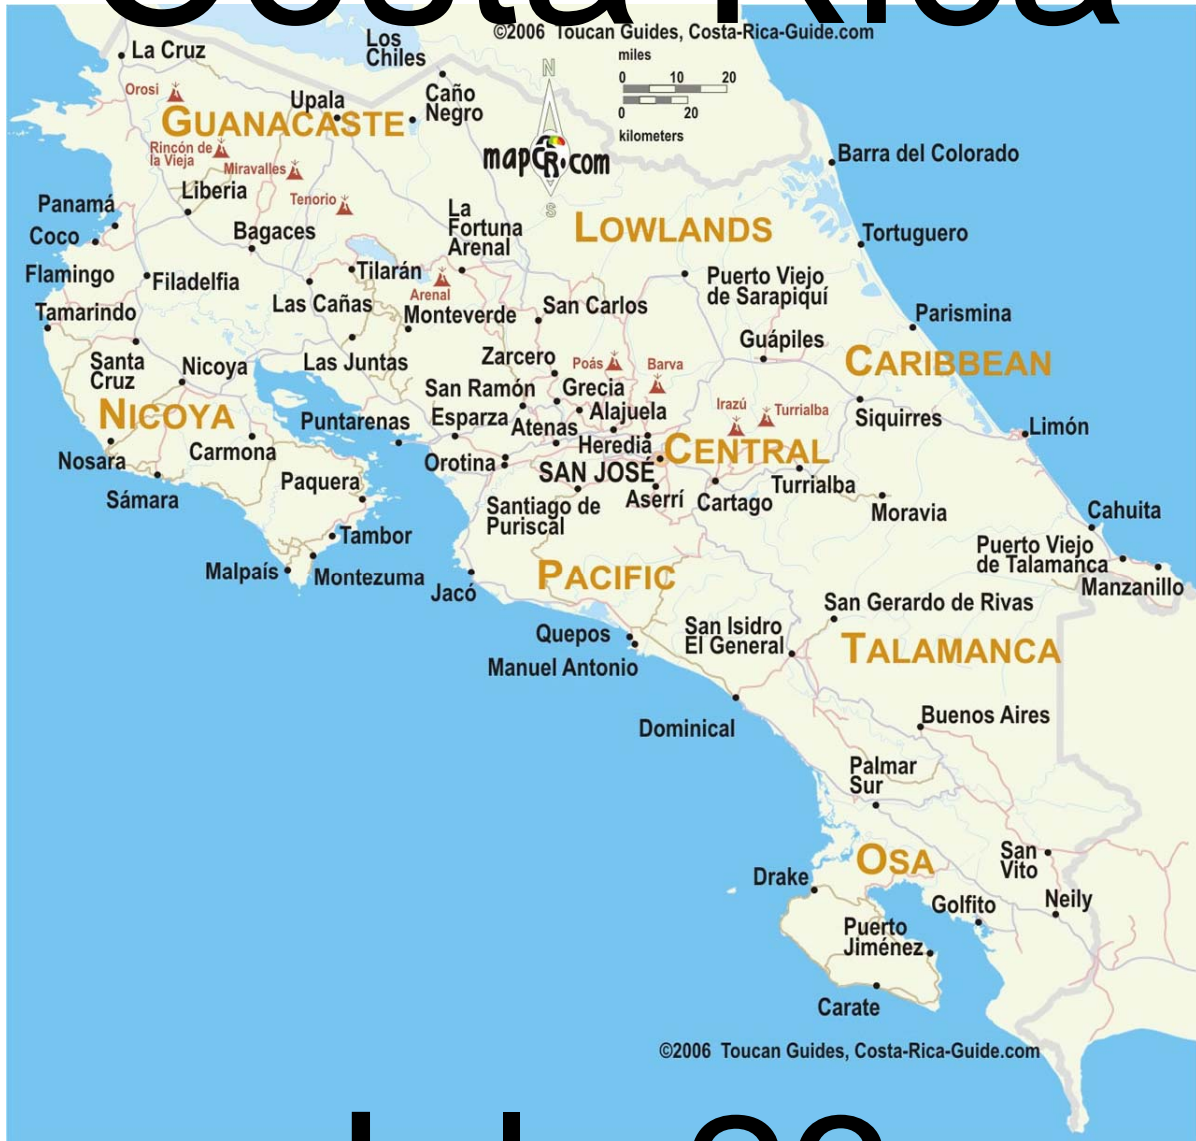 Costa Rica
©2006 Toucan Guides, Costa-Rica-Guide.com
La Cruz
Los
Chiles
miles
0 10 20
0 20
kilometers
N
S
mapCR.com
Orosi
Upala
Caño
Negro
GUANACASTE
Rincón de
la Vieja
Miravalles
Tenorio
Liberia
Barra del Colorado
Panamá
Coco
Bagaces
La
Fortuna
Arenal
LOWLANDS
Tortuguero
Flamingo
Filadelfia
Tilarán
Arenal
Puerto Viejo
de Sarapiquí
Tamarindo
Las Cañas
Monteverde
San Carlos
Parismina
Santa
Cruz
Nicoya
Las Juntas
Zarcero
Poás
Barva
Guápiles
CARIBBEAN
San Ramón
Grecia
NICOYA
Puntarenas
Esparza
Atenas
Alajuela
Irazú
Turrialba
Siquirres
Limón
Nosara
Carmona
Orotina
Heredia
CENTRAL
SAN JOSÉ
Sámara
Paquera
Santiago de
Puriscal
Aserrí
Cartago
Turrialba
Moravia
Cahuita
Tambor
Puerto Viejo
de Talamanca
Malpaís
Montezuma
Jacó
PACIFIC
Manzanillo
San Gerardo de Rivas
Quepos
San Isidro
El General
TALAMANCA
Manuel Antonio
Dominical
Buenos Aires
Palmar
Sur
OSA
San
Vito
Drake
Golfito
Neily
Puerto
Jiménez
Carate
©2006 Toucan Guides, Costa-Rica-Guide.com